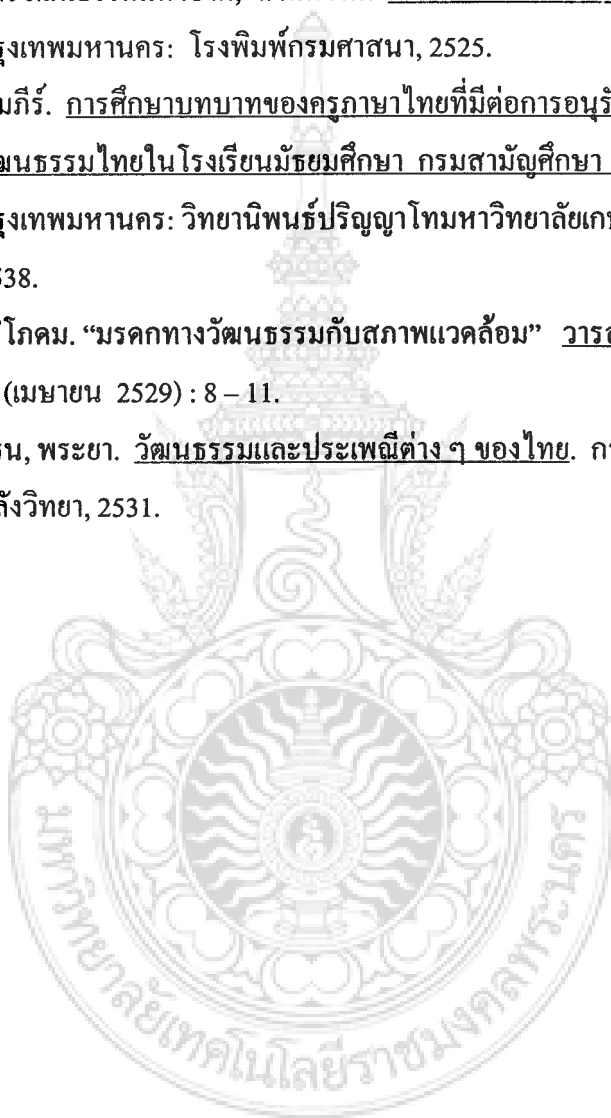 รุงเทพมหานคร: โรงพิมพ์กรมศาสนา, 2525.
มภีร์. การศึกษาบทบาทของครูภาษาไทยที่มีต่อการอนุรั
ฒนธรรมไทยในโรงเรียนมัธยมศึกษา กรมสามัญศึกษา
รุงเทพมหานคร: วิทยานิพนธ์ปริญญาโทมหาวิทยาลัยเก
38.
โภคม. “มรดกทางวัฒนธรรมกับสภาพแวดล้อม” วาร
(เมษายน 2529) : 8 – 11.
รน, พระยา. วัฒนธรรมและประเพณีต่าง ๆ ของไทย. ก
ลังวิทยา, 2531.
มหาวิทยาลัยเทคโนโลยีราชมงคลพระนคร